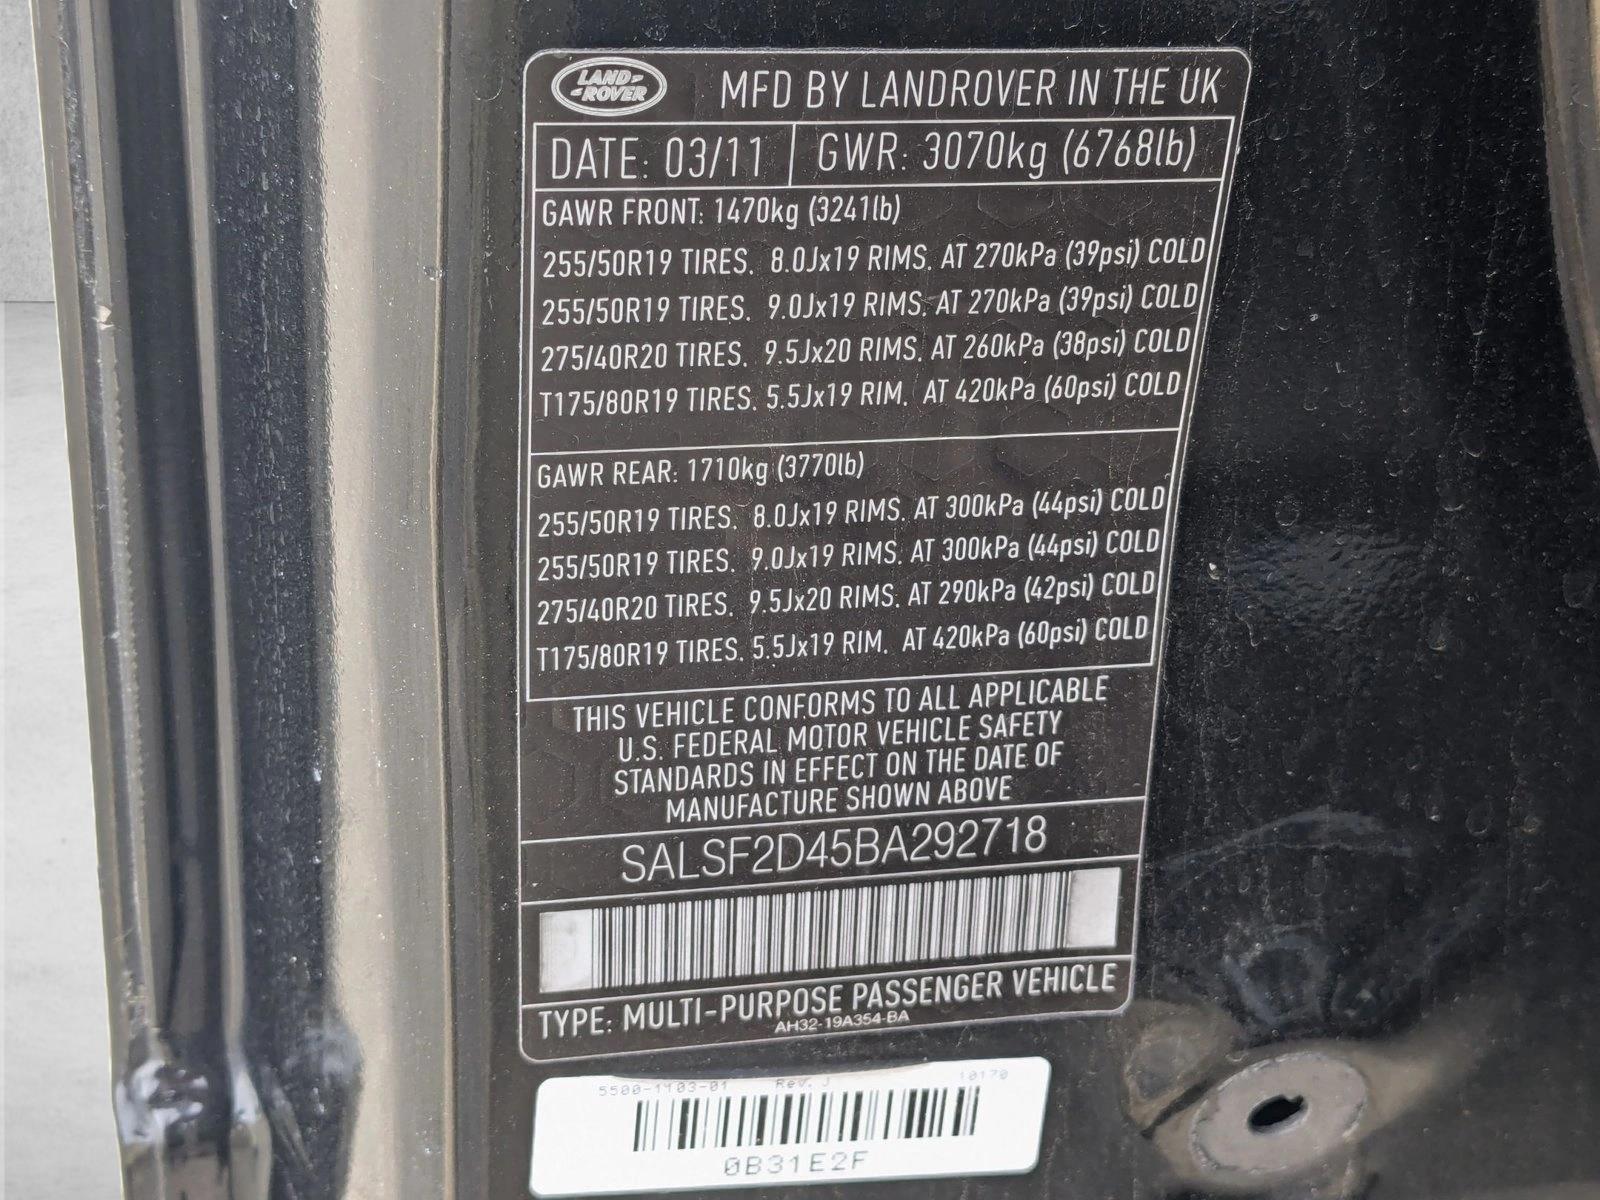 LAND-
-ROVER
MFD BY LANDROVER IN THE UK
DATE: 03/11
GWR: 3070kg (6768lb)
GAWR FRONT: 1470kg (3241lb)
255/50R19 TIRES. 8.0Jx19 RIMS. AT 270kPa (39psi) COLD
255/50R19 TIRES. 9.0Jx19 RIMS. AT 270kPa (39psi) COLD
275/40R20 TIRES. 9.5Jx20 RIMS. AT 260kPa (38psi) COLD
T175/80R19 TIRES. 5.5Jx19 RIM. AT 420kPa (60psi) COLD
GAWR REAR: 1710kg (3770lb)
255/50R19 TIRES. 8.0Jx19 RIMS. AT 300kPa (44psi) COLD
255/50R19 TIRES. 9.0Jx19 RIMS. AT 300kPa (44psi) COLD
275/40R20 TIRES. 9.5Jx20 RIMS. AT 290kPa (42psi) COLD
T175/80R19 TIRES. 5.5Jx19 RIM. AT 420kPa (60psi) COLD
THIS VEHICLE CONFORMS TO ALL APPLICABLE
U.S. FEDERAL MOTOR VEHICLE SAFETY
STANDARDS IN EFFECT ON THE DATE OF
MANUFACTURE SHOWN ABOVE
SALSF2D45BA292718
TYPE: MULTI-PURPOSE PASSENGER VEHICLE
AH32-19A354-BA
5500-1103-01 Rev. J 10170
0B31E2F